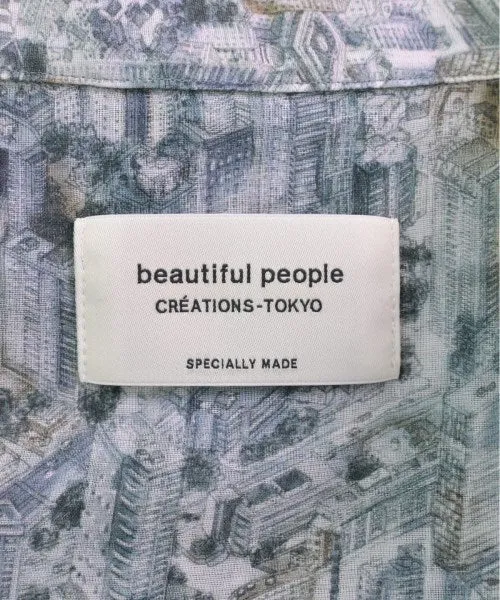 beautiful people
CRÉATIONS-TOKYO
SPECIALLY MADE